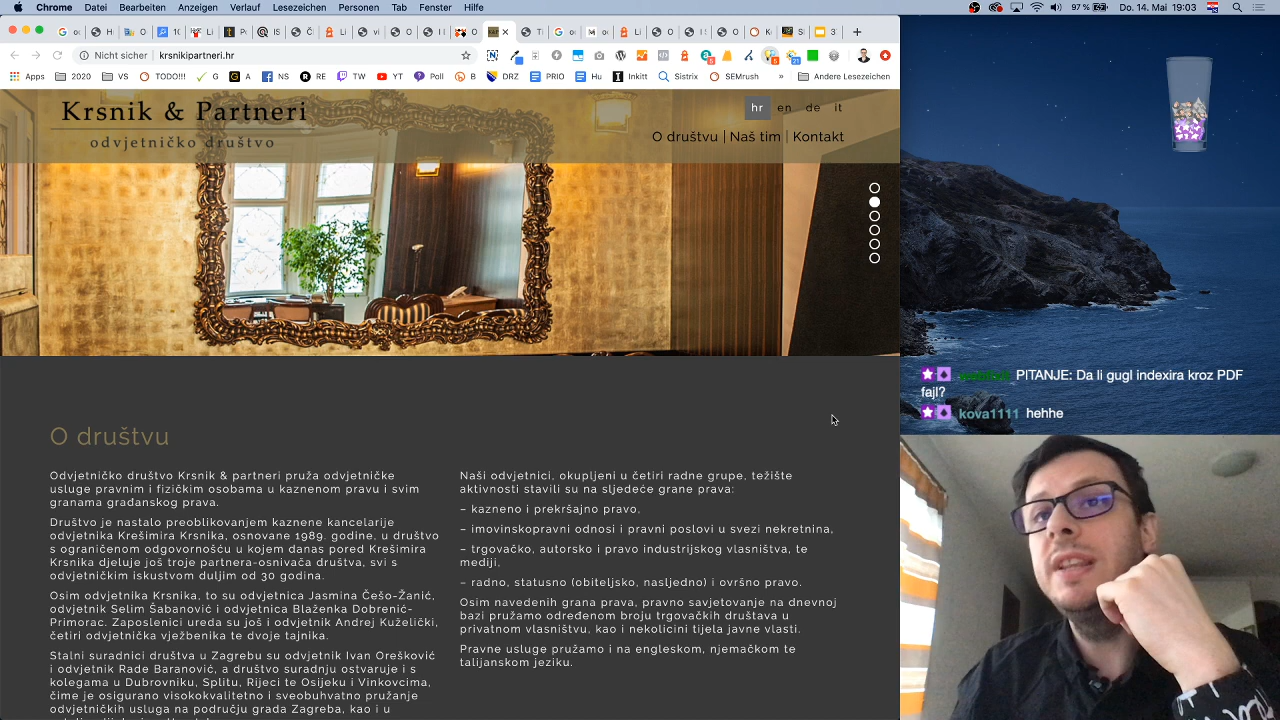 Chrome Datei Bearbeiten Anzeigen Verlauf Lesezeichen Personen Tab Fenster Hilfe
97 % Di. 14. Mai 19:03
Nicht sicher | krsnikipartneri.hr
Apps 2020 VS TODO!!! G A NS RE TW YT Poll B DRZ PRIO Hu Inkitt Sistrix SEMrush » Andere Lesezeichen
Krsnik & Partneri
odvjetničko društvo
hr en de it
O društvu | Naš tim | Kontakt
PITANJE: Da li gugl indexira kroz PDF
fajl?
kova1111 hehhe
O društvu
Odvjetničko društvo Krsnik & partneri pruža odvjetničke
usluge pravnim i fizičkim osobama u kaznenom pravu i svim
granama građanskog prava.
Društvo je nastalo preoblikovanjem kaznene kancelarije
odvjetnika Krešimira Krsnika, osnovane 1989. godine, u društvo
s ograničenom odgovornošću u kojem danas pored Krešimira
Krsnika djeluje još troje partnera-osnivača društva, svi s
odvjetničkim iskustvom duljim od 30 godina.
Osim odvjetnika Krsnika, to su odvjetnica Jasmina Češo-Žanić,
odvjetnik Selim Šabanović i odvjetnica Blaženka Dobrenić-
Primorac. Zaposlenici ureda su još i odvjetnik Andrej Kuželički,
četiri odvjetnička vježbenika te dvoje tajnika.
Stalni suradnici društva u Zagrebu su odvjetnik Ivan Orešković
i odvjetnik Rade Baranović, a društvo suradnju ostvaruje i s
kolegama u Dubrovniku, Splitu, Rijeci te Osijeku i Vinkovcima,
čime je osigurano visokokvalitetno i sveobuhvatno pružanje
odvjetničkih usluga na području grada Zagreba, kao i u
Naši odvjetnici, okupljeni u četiri radne grupe, težište
aktivnosti stavili su na sljedeće grane prava:
– kazneno i prekršajno pravo,
– imovinskopravni odnosi i pravni poslovi u svezi nekretnina,
– trgovačko, autorsko i pravo industrijskog vlasništva, te
mediji,
– radno, statusno (obiteljsko, nasljedno) i ovršno pravo.
Osim navedenih grana prava, pravno savjetovanje na dnevnoj
bazi pružamo određenom broju trgovačkih društava u
privatnom vlasništvu, kao i nekolicini tijela javne vlasti.
Pravne usluge pružamo i na engleskom, njemačkom te
talijanskom jeziku.